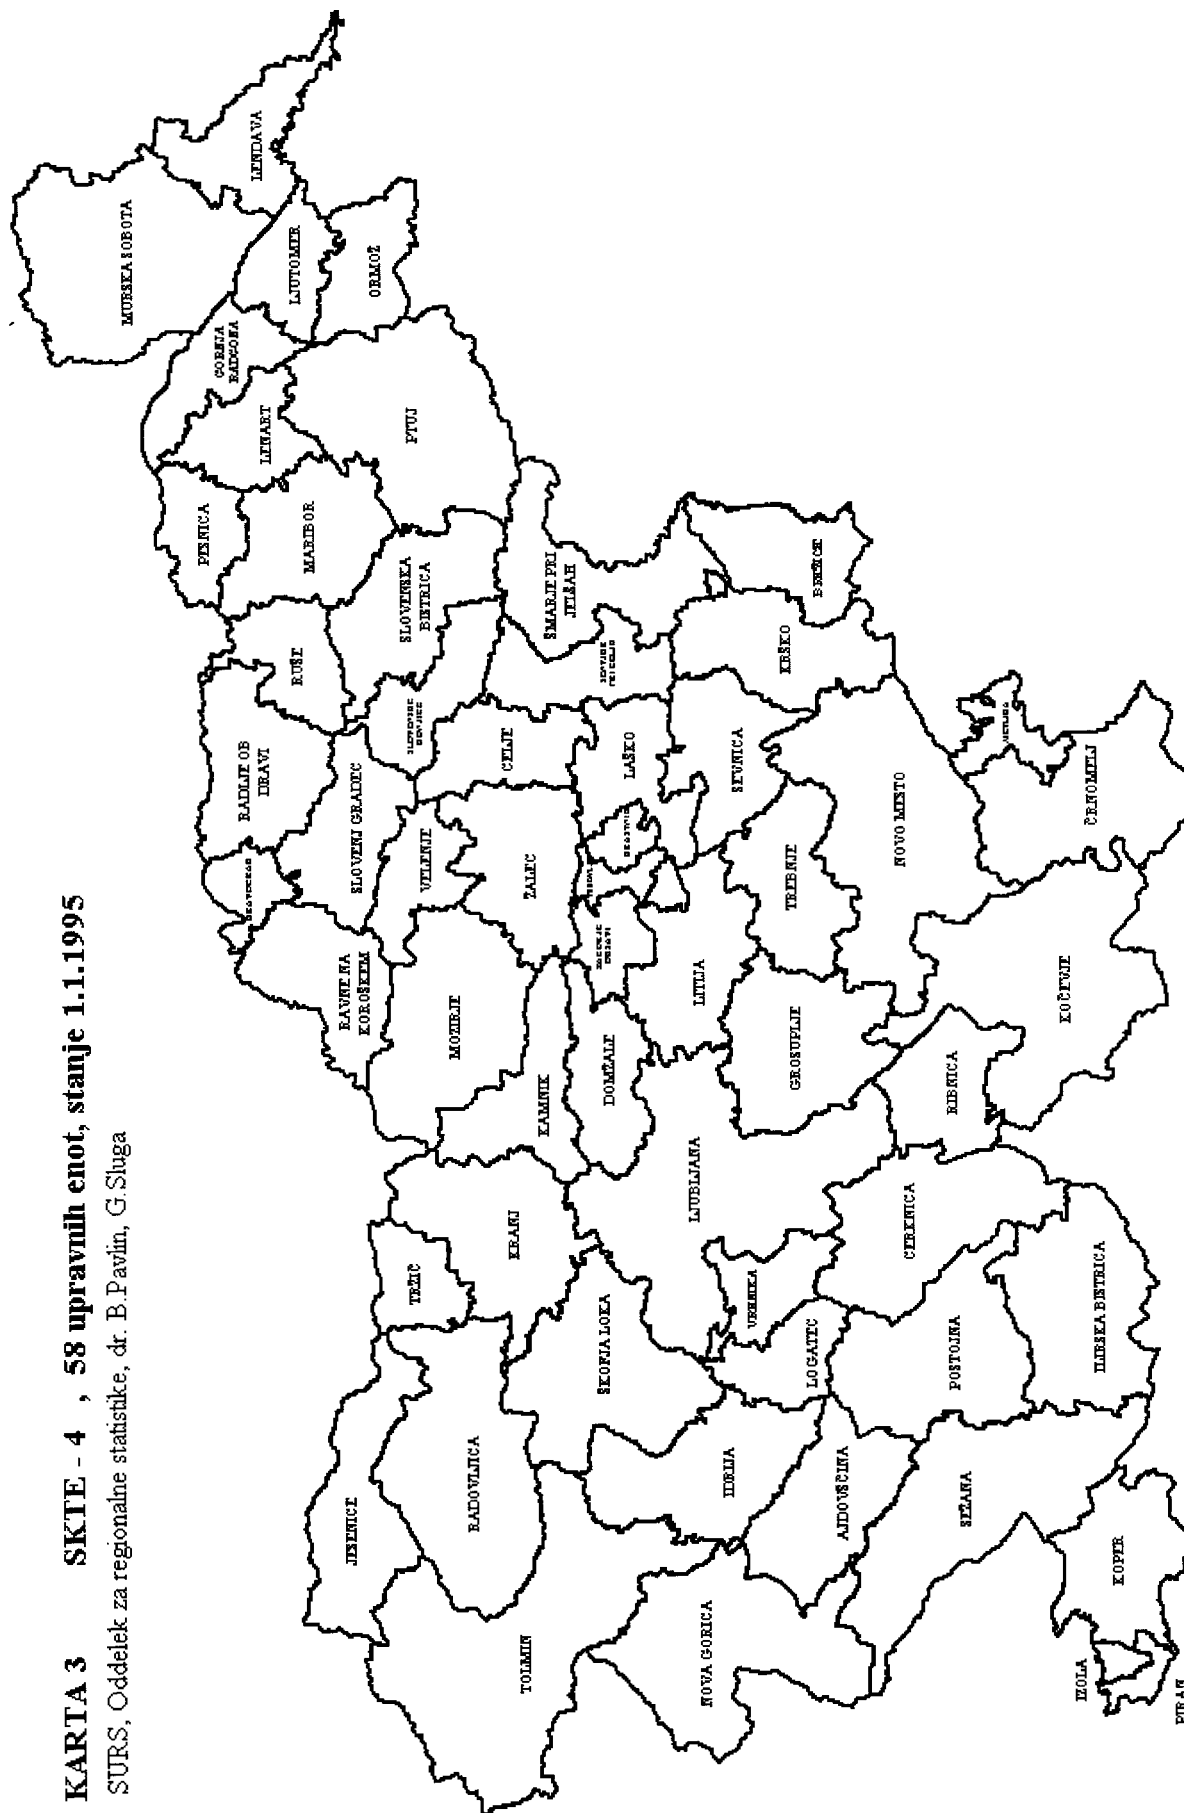 KARTA 3 SKTE - 4 , 58 upravnih enot, stanje 1.1.1995
SURS, Oddelek za regionalne statistike, dr. B.Pavlin, G.Sluga
MURSKA SOBOTA
LENDAVA
GORNJA
RADGONA
LJUTOMER
ORMOŽ
LENART
PTUJ
PESNICA
MARIBOR
SLOVENSKA
BISTRICA
RUŠE
RADLJE OB
DRAVI
SLOVENJ GRADEC
RAVNE NA
KOROŠKEM
VELENJE
MOZIRJE
ŽALEC
CELJE
ŠMARJE PRI
JELŠAH
LAŠKO
SEVNICA
KRŠKO
BREŽICE
TREBNJE
NOVO MESTO
ČRNOMELJ
KOČEVJE
RIBNICA
GROSUPLJE
LITIJA
DOMŽALE
KAMNIK
KRANJ
TRŽIČ
LJUBLJANA
VRHNIKA
LOGATEC
CERKNICA
POSTOJNA
ILIRSKA BISTRICA
ŠKOFJA LOKA
JESENICE
RADOVLJICA
TOLMIN
IDRIJA
AJDOVŠČINA
NOVA GORICA
SEŽANA
KOPER
IZOLA
PIRAN